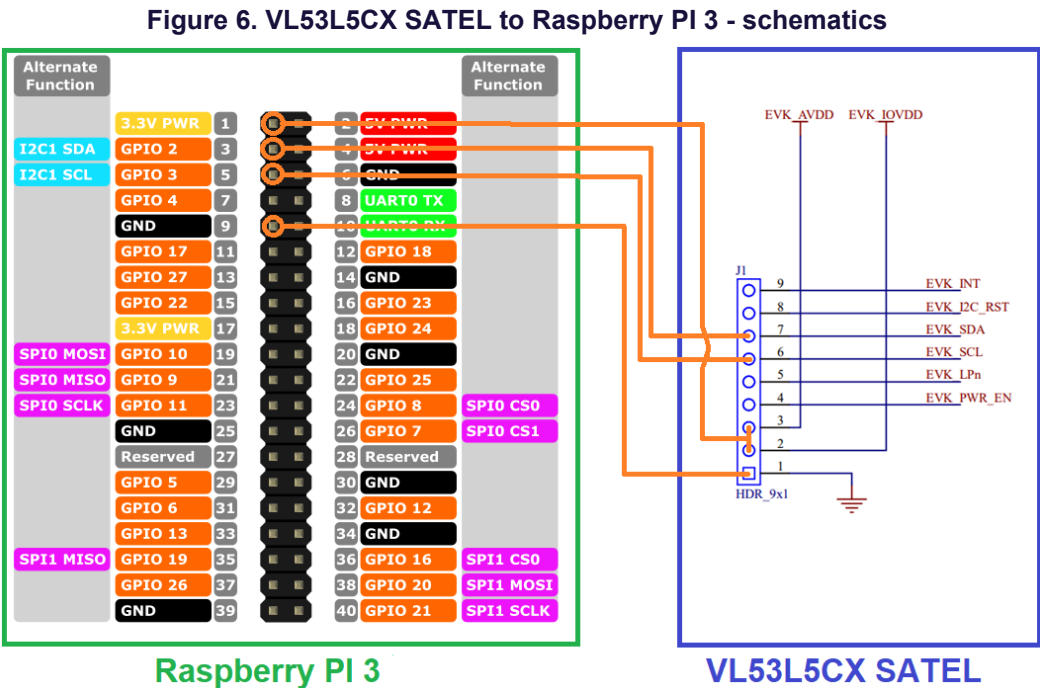 Figure 6. VL53L5CX SATEL to Raspberry PI 3 - schematics
Alternate
Function
Alternate
Function
3.3V PWR 1 2 5V PWR
I2C1 SDA GPIO 2 3 4 5V PWR
I2C1 SCL GPIO 3 5 6 GND
GPIO 4 7 8 UART0 TX
GND 9 10 UART0 RX
GPIO 17 11 12 GPIO 18
GPIO 27 13 14 GND
GPIO 22 15 16 GPIO 23
3.3V PWR 17 18 GPIO 24
SPI0 MOSI GPIO 10 19 20 GND
SPI0 MISO GPIO 9 21 22 GPIO 25
SPI0 SCLK GPIO 11 23 24 GPIO 8 SPI0 CS0
GND 25 26 GPIO 7 SPI0 CS1
Reserved 27 28 Reserved
GPIO 5 29 30 GND
GPIO 6 31 32 GPIO 12
GPIO 13 33 34 GND
SPI1 MISO GPIO 19 35 36 GPIO 16 SPI1 CS0
GPIO 26 37 38 GPIO 20 SPI1 MOSI
GND 39 40 GPIO 21 SPI1 SCLK
EVK_AVDD EVK_IOVDD
J1
9 EVK_INT
8 EVK_I2C_RST
7 EVK_SDA
6 EVK_SCL
5 EVK_LPn
4 EVK_PWR_EN
3
2
1
HDR_9x1
Raspberry PI 3
VL53L5CX SATEL